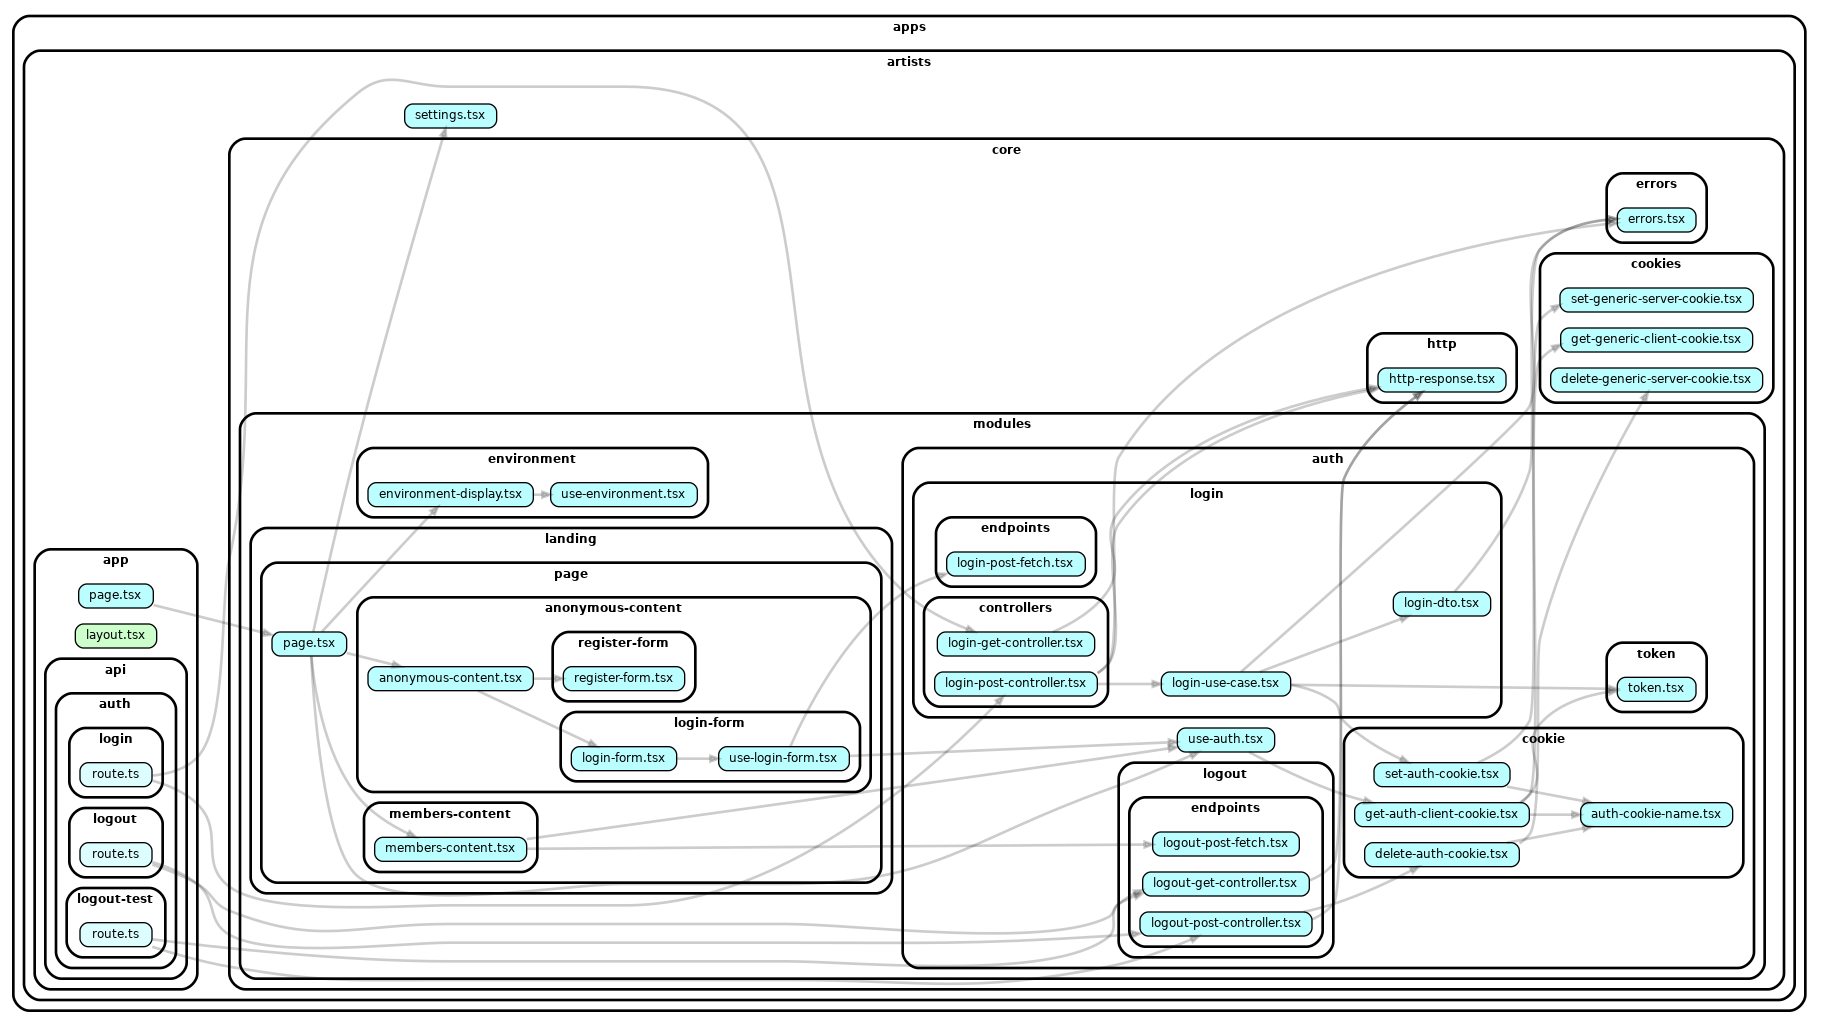 apps
artists
settings.tsx
core
errors
errors.tsx
cookies
set-generic-server-cookie.tsx
get-generic-client-cookie.tsx
delete-generic-server-cookie.tsx
http
http-response.tsx
modules
environment
environment-display.tsx
use-environment.tsx
landing
page
page.tsx
anonymous-content
anonymous-content.tsx
register-form
register-form.tsx
login-form
login-form.tsx
use-login-form.tsx
members-content
members-content.tsx
auth
login
endpoints
login-post-fetch.tsx
controllers
login-get-controller.tsx
login-post-controller.tsx
login-use-case.tsx
login-dto.tsx
token
token.tsx
use-auth.tsx
logout
endpoints
logout-post-fetch.tsx
logout-get-controller.tsx
logout-post-controller.tsx
cookie
set-auth-cookie.tsx
get-auth-client-cookie.tsx
delete-auth-cookie.tsx
auth-cookie-name.tsx
app
page.tsx
layout.tsx
api
auth
login
route.ts
logout
route.ts
logout-test
route.ts